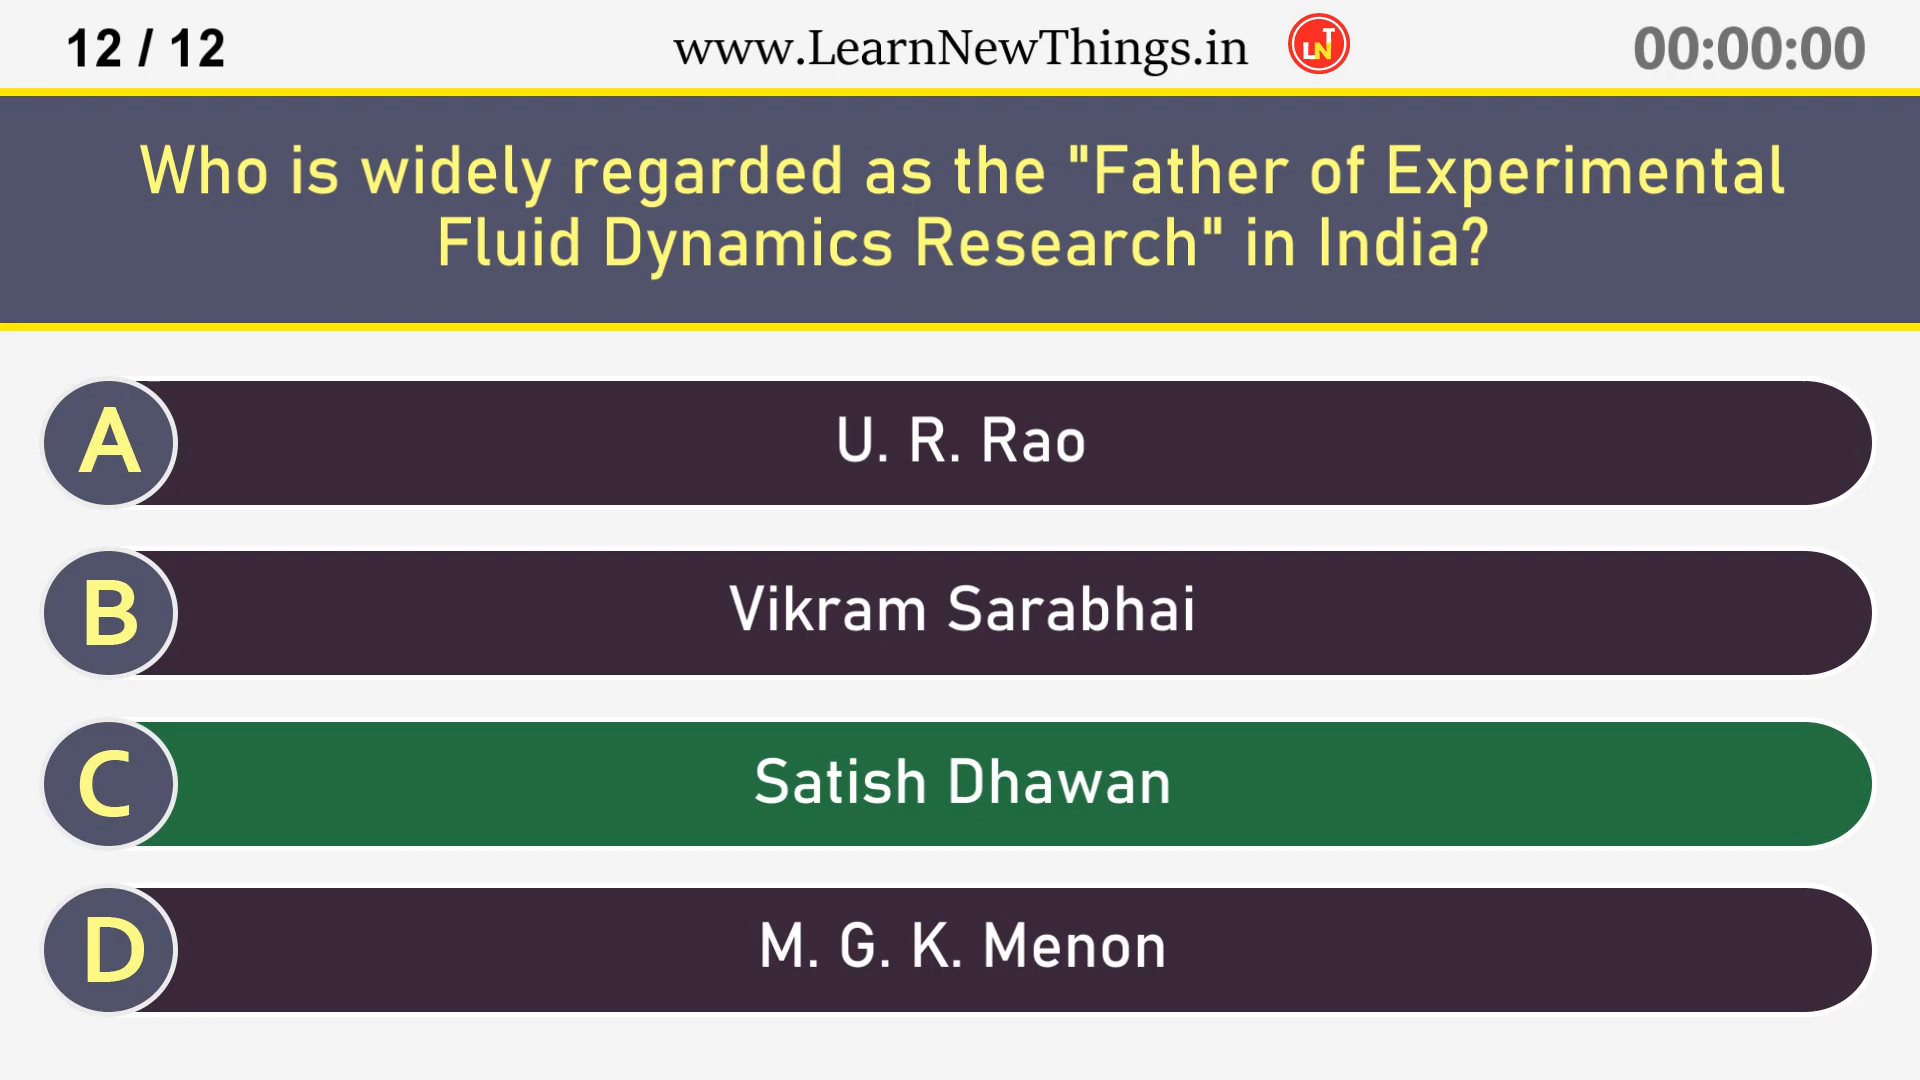 12 / 12
www.LearnNewThings.in
LNT
00:00:00
Who is widely regarded as the "Father of Experimental
Fluid Dynamics Research" in India?
A
U. R. Rao
B
Vikram Sarabhai
C
Satish Dhawan
D
M. G. K. Menon